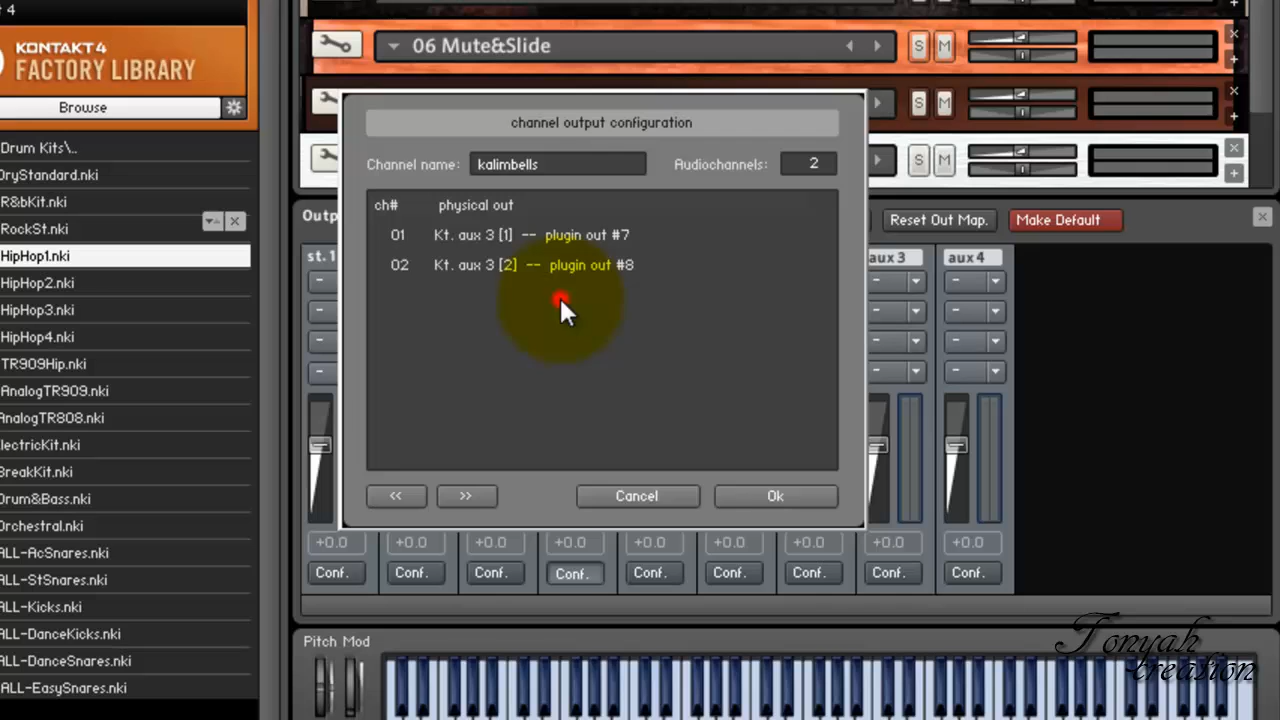 t 4
KONTAKT 4
FACTORY LIBRARY
Browse
Drum Kits\..
DryStandard.nki
R&bKit.nki
RockSt.nki
HipHop1.nki
HipHop2.nki
HipHop3.nki
HipHop4.nki
TR909Hip.nki
AnalogTR909.nki
AnalogTR808.nki
lectricKit.nki
BreakKit.nki
Drum&Bass.nki
Orchestral.nki
ALL-AcSnares.nki
ALL-StSnares.nki
ALL-Kicks.nki
ALL-DanceKicks.nki
ALL-DanceSnares.nki
ALL-EasySnares.nki
06 Mute&Slide
S M
S M
S M
channel output configuration
Channel name: kalimbells Audiochannels: 2
ch# physical out
01 Kt. aux 3 [1] -- plugin out #7
02 Kt. aux 3 [2] -- plugin out #8
<< >> Cancel Ok
Outp
Reset Out Map. Make Default
st. 1 aux 3 aux 4
+0.0 +0.0 +0.0 +0.0 +0.0 +0.0 +0.0 +0.0 +0.0
Conf. Conf. Conf. Conf. Conf. Conf. Conf. Conf. Conf.
Pitch Mod
Tonyah
creation